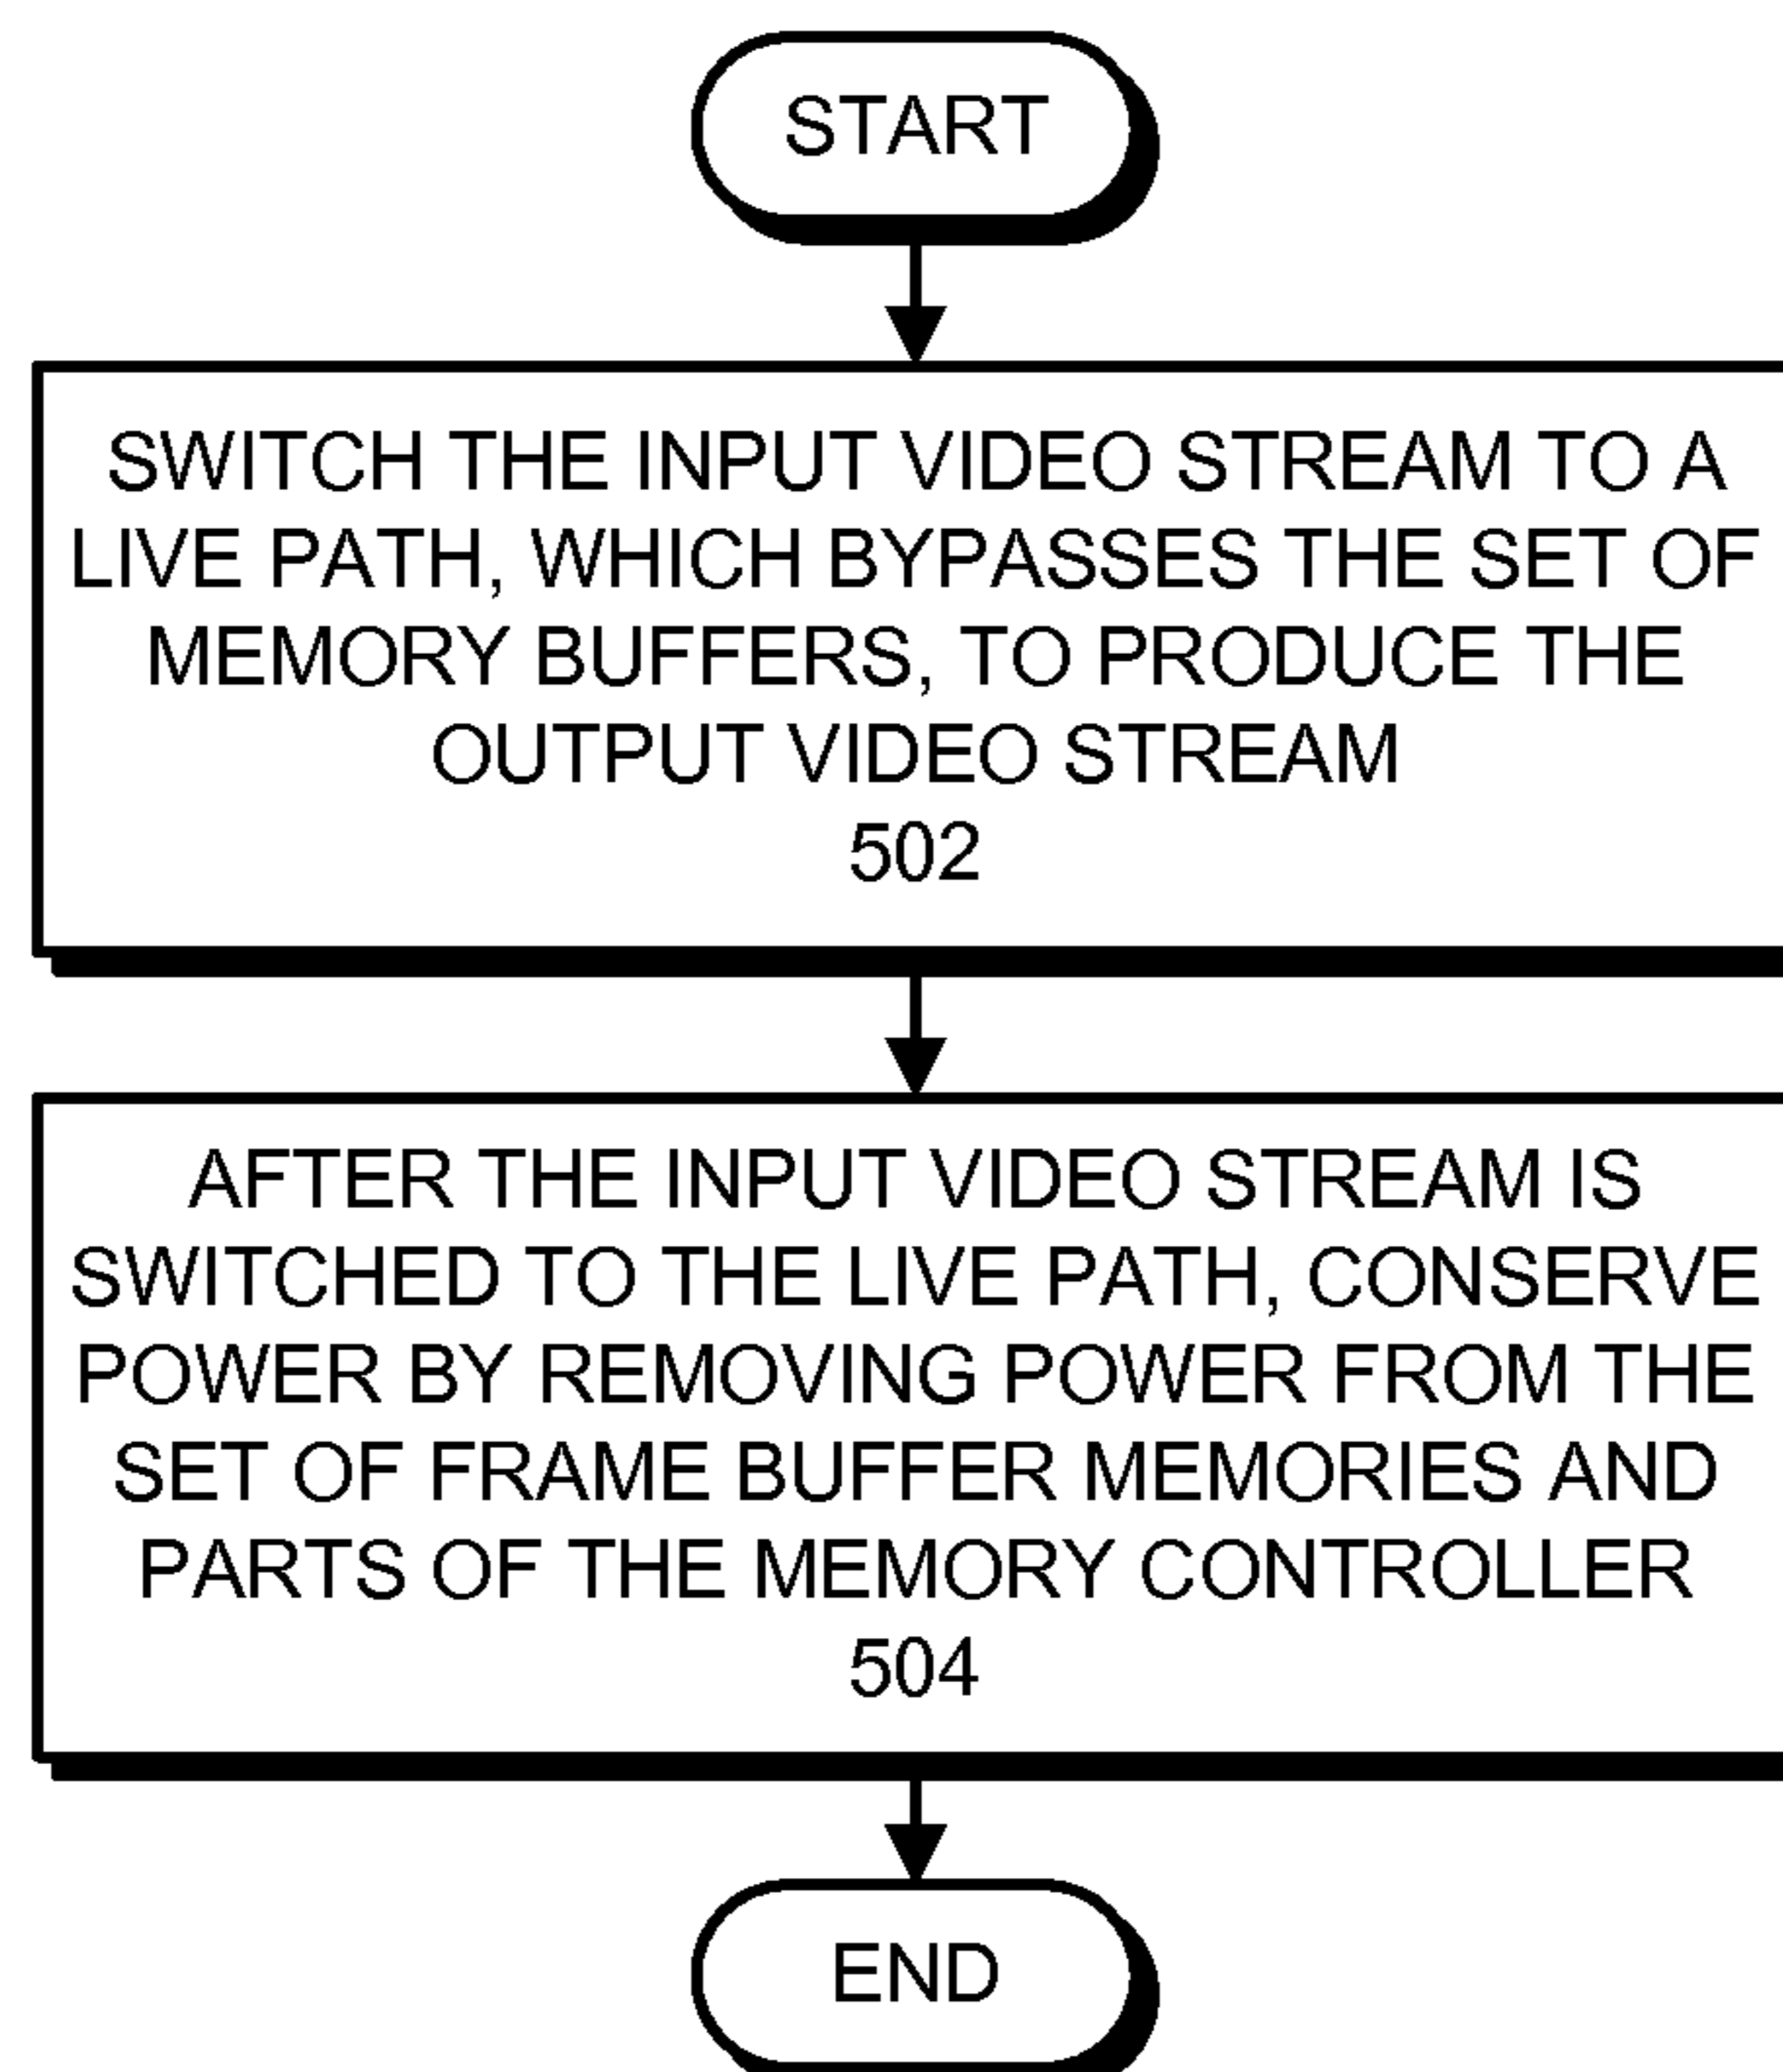 START
SWITCH THE INPUT VIDEO STREAM TO A
LIVE PATH, WHICH BYPASSES THE SET OF
MEMORY BUFFERS, TO PRODUCE THE
OUTPUT VIDEO STREAM
502
AFTER THE INPUT VIDEO STREAM IS
SWITCHED TO THE LIVE PATH, CONSERVE
POWER BY REMOVING POWER FROM THE
SET OF FRAME BUFFER MEMORIES AND
PARTS OF THE MEMORY CONTROLLER
504
END